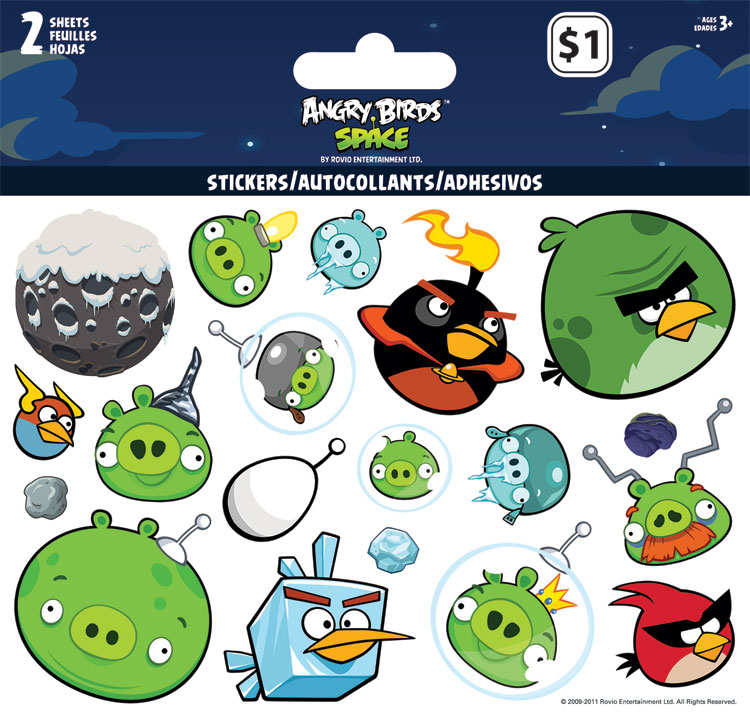 2 SHEETS
FEUILLES
HOJAS
$1
AGES
EDADES 3+
ANGRY BIRDS™
SPACE
BY ROVIO ENTERTAINMENT LTD.
STICKERS/AUTOCOLLANTS/ADHESIVOS
© 2009-2011 Rovio Entertainment Ltd. All Rights Reserved.